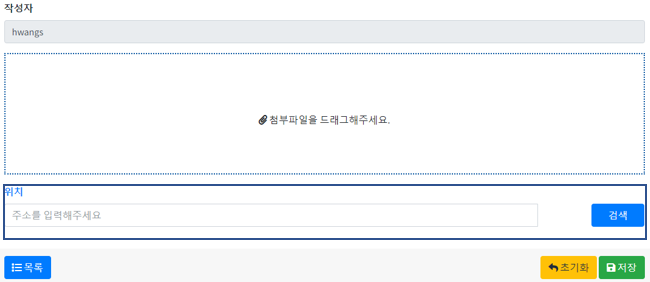 작성자
hwangs
첨부파일을 드래그해주세요.
위치
주소를 입력해주세요 검색
목록 초기화 저장